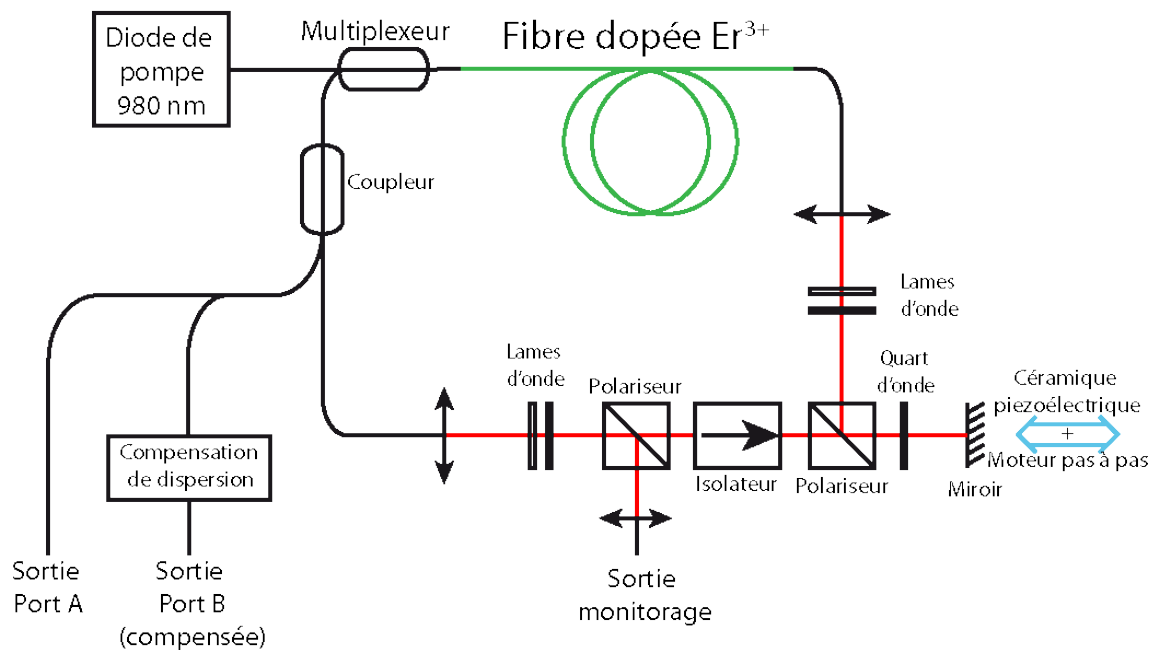 Diode de
pompe
980 nm
Multiplexeur
Fibre dopée Er³⁺
Coupleur
Lames
d'onde
Lames
d'onde
Polariseur
Quart
d'onde
Céramique
piezoélectrique
+
Moteur pas à pas
Isolateur
Polariseur
Miroir
Compensation
de dispersion
Sortie
Port A
Sortie
Port B
(compensée)
Sortie
monitorage